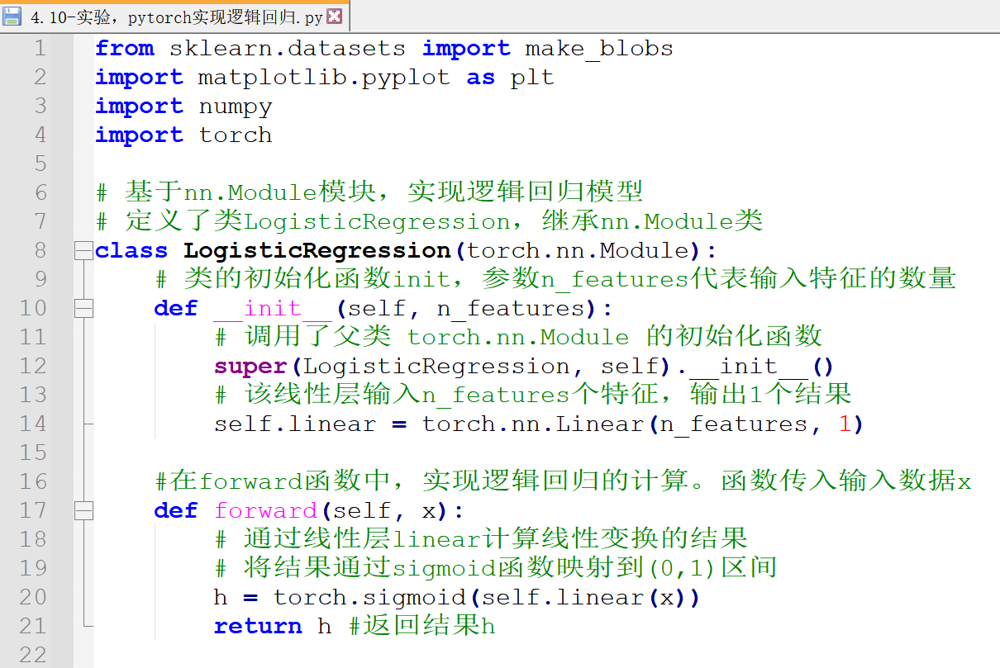 4.10-实验，pytorch实现逻辑回归.py
1 from sklearn.datasets import make_blobs
2 import matplotlib.pyplot as plt
3 import numpy
4 import torch
5
6 # 基于nn.Module模块，实现逻辑回归模型
7 # 定义了类LogisticRegression，继承nn.Module类
8 class LogisticRegression(torch.nn.Module):
9     # 类的初始化函数init，参数n_features代表输入特征的数量
10     def __init__(self, n_features):
11         # 调用了父类 torch.nn.Module 的初始化函数
12         super(LogisticRegression, self).__init__()
13         # 该线性层输入n_features个特征，输出1个结果
14         self.linear = torch.nn.Linear(n_features, 1)
15
16     #在forward函数中，实现逻辑回归的计算。函数传入输入数据x
17     def forward(self, x):
18         # 通过线性层linear计算线性变换的结果
19         # 将结果通过sigmoid函数映射到(0,1)区间
20         h = torch.sigmoid(self.linear(x))
21         return h #返回结果h
22